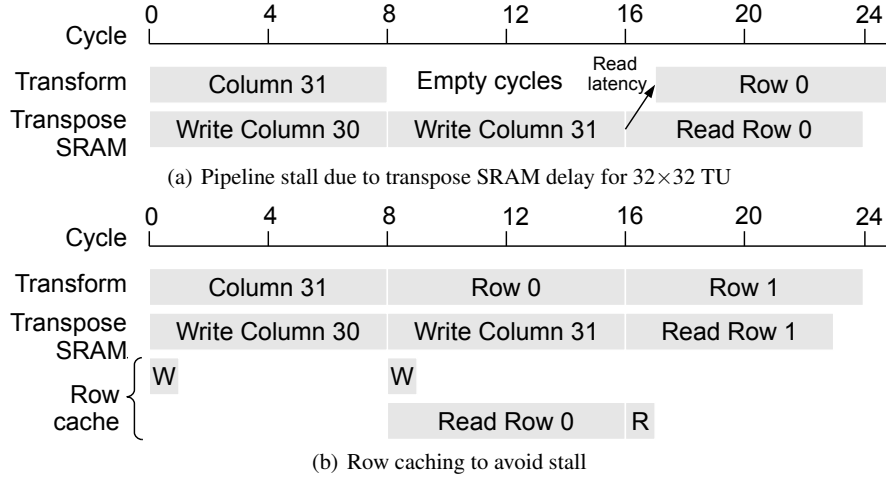 0 4 8 12 16 20 24
Cycle
Transform Column 31 Empty cycles Read latency Row 0
Transpose SRAM Write Column 30 Write Column 31 Read Row 0
(a) Pipeline stall due to transpose SRAM delay for 32×32 TU
0 4 8 12 16 20 24
Cycle
Transform Column 31 Row 0 Row 1
Transpose SRAM Write Column 30 Write Column 31 Read Row 1
Row cache W W
Read Row 0 R
(b) Row caching to avoid stall